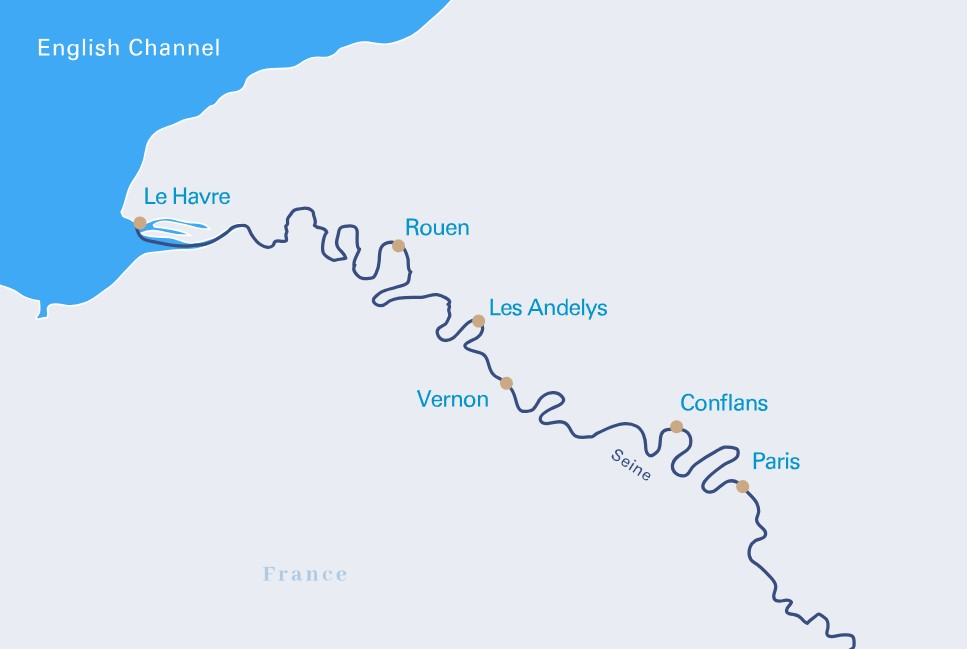 English Channel
Le Havre
Rouen
Les Andelys
Vernon
Conflans
Paris
Seine
France